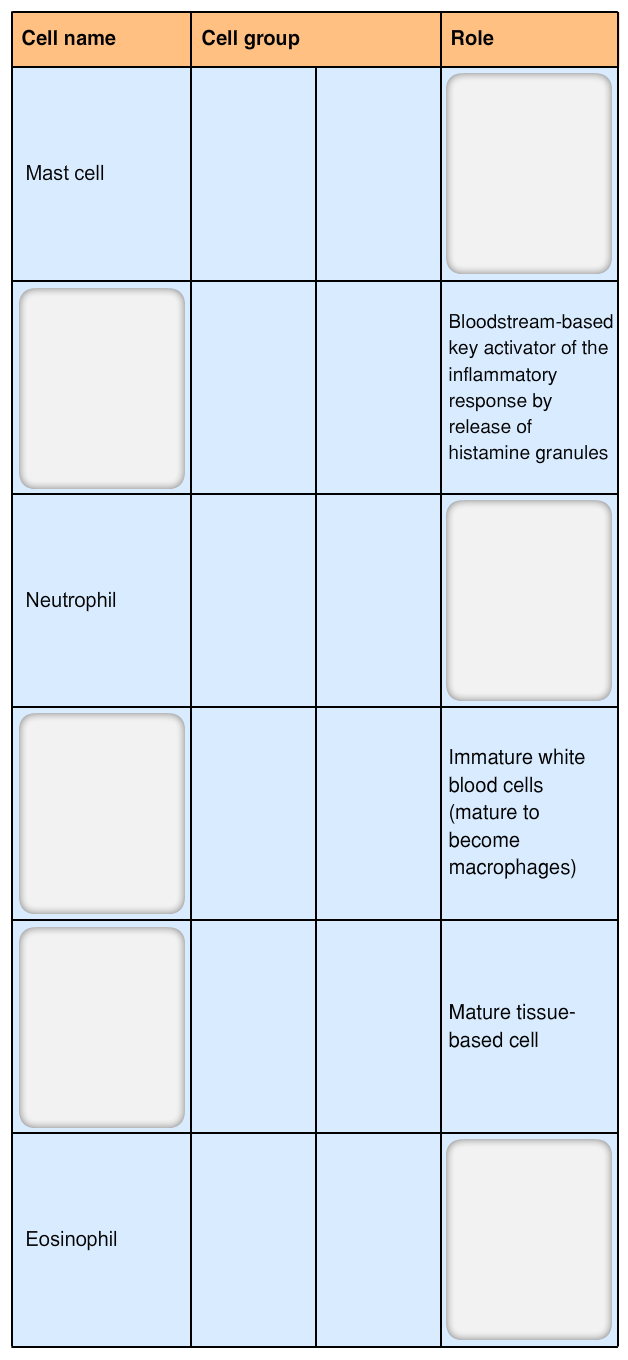 Cell name
Cell group
Role
Mast cell
Bloodstream-based
key activator of the
inflammatory
response by
release of
histamine granules
Neutrophil
Immature white
blood cells
(mature to
become
macrophages)
Mature tissue-
based cell
Eosinophil